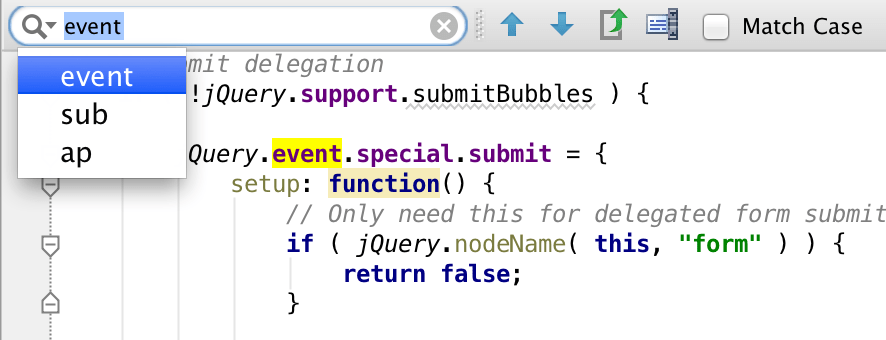 event
Match Case
event
sub
ap
mit delegation
!jQuery.support.submitBubbles ) {
Query.event.special.submit = {
setup: function() {
// Only need this for delegated form submit
if ( jQuery.nodeName( this, "form" ) ) {
return false;
}